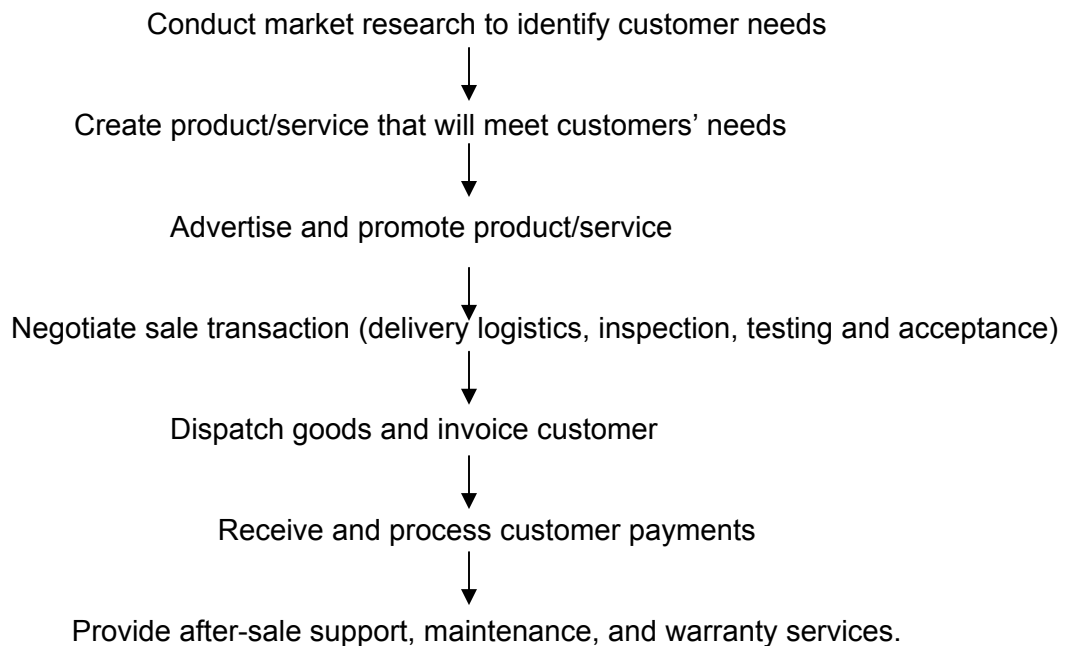 Conduct market research to identify customer needs
Create product/service that will meet customers’ needs
Advertise and promote product/service
Negotiate sale transaction (delivery logistics, inspection, testing and acceptance)
Dispatch goods and invoice customer
Receive and process customer payments
Provide after-sale support, maintenance, and warranty services.